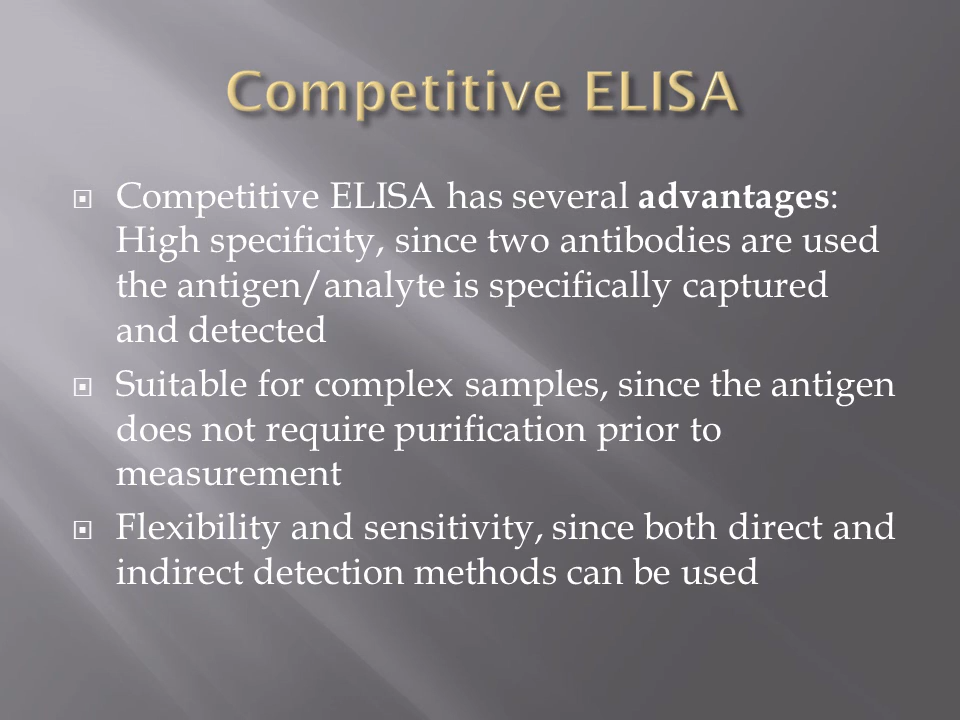 Competitive ELISA
Competitive ELISA has several advantages:
High specificity, since two antibodies are used
the antigen/analyte is specifically captured
and detected
Suitable for complex samples, since the antigen
does not require purification prior to
measurement
Flexibility and sensitivity, since both direct and
indirect detection methods can be used